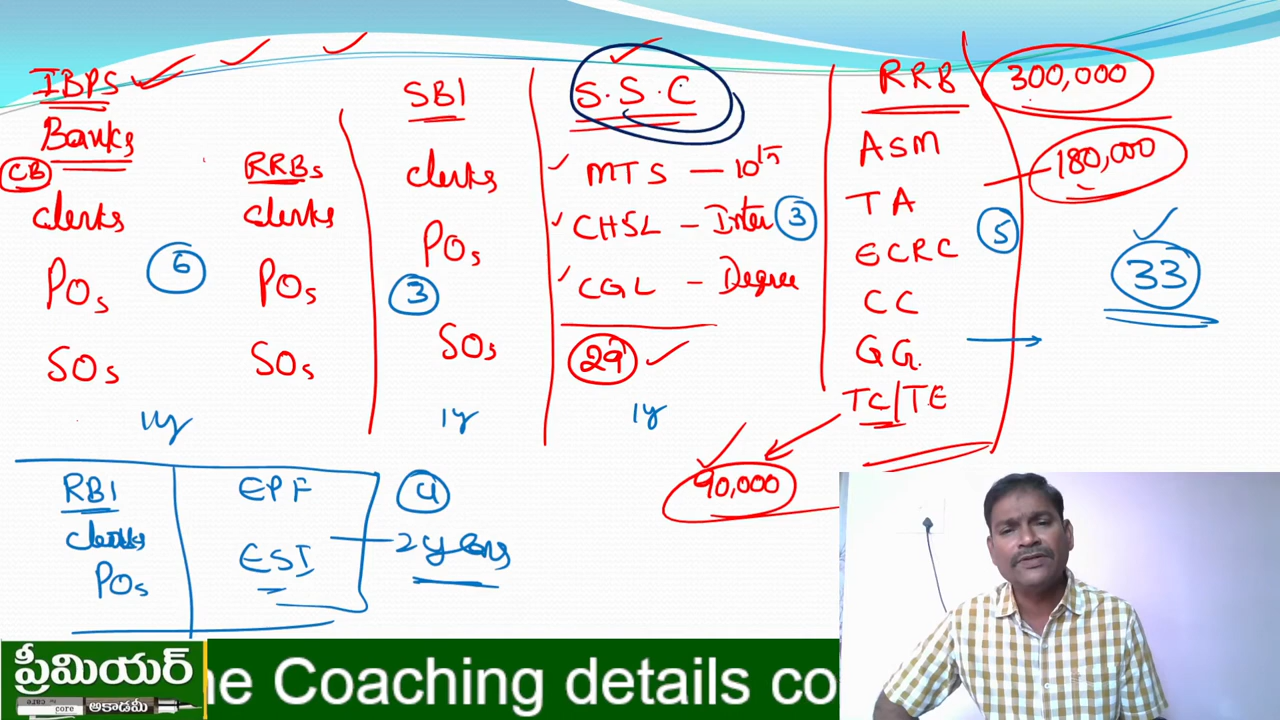 IBPS
Banks
CB
clerks
POs
SOs
6
1y
RRBs
clerks
POs
SOs
SBI
clerks
POs
3
SOs
1y
S.S.C
MTS – 10th
CHSL – Inter 3
CGL – Degree
29
1y
RRB
ASM
TA
ECRC
5
CC
GG
TC/TE
90,000
300,000
180,000
33
RBI
clerks
POs
EPF
ESI
4
2 years
ప్రీమియర్
core
అకాడమీ
he Coaching details co